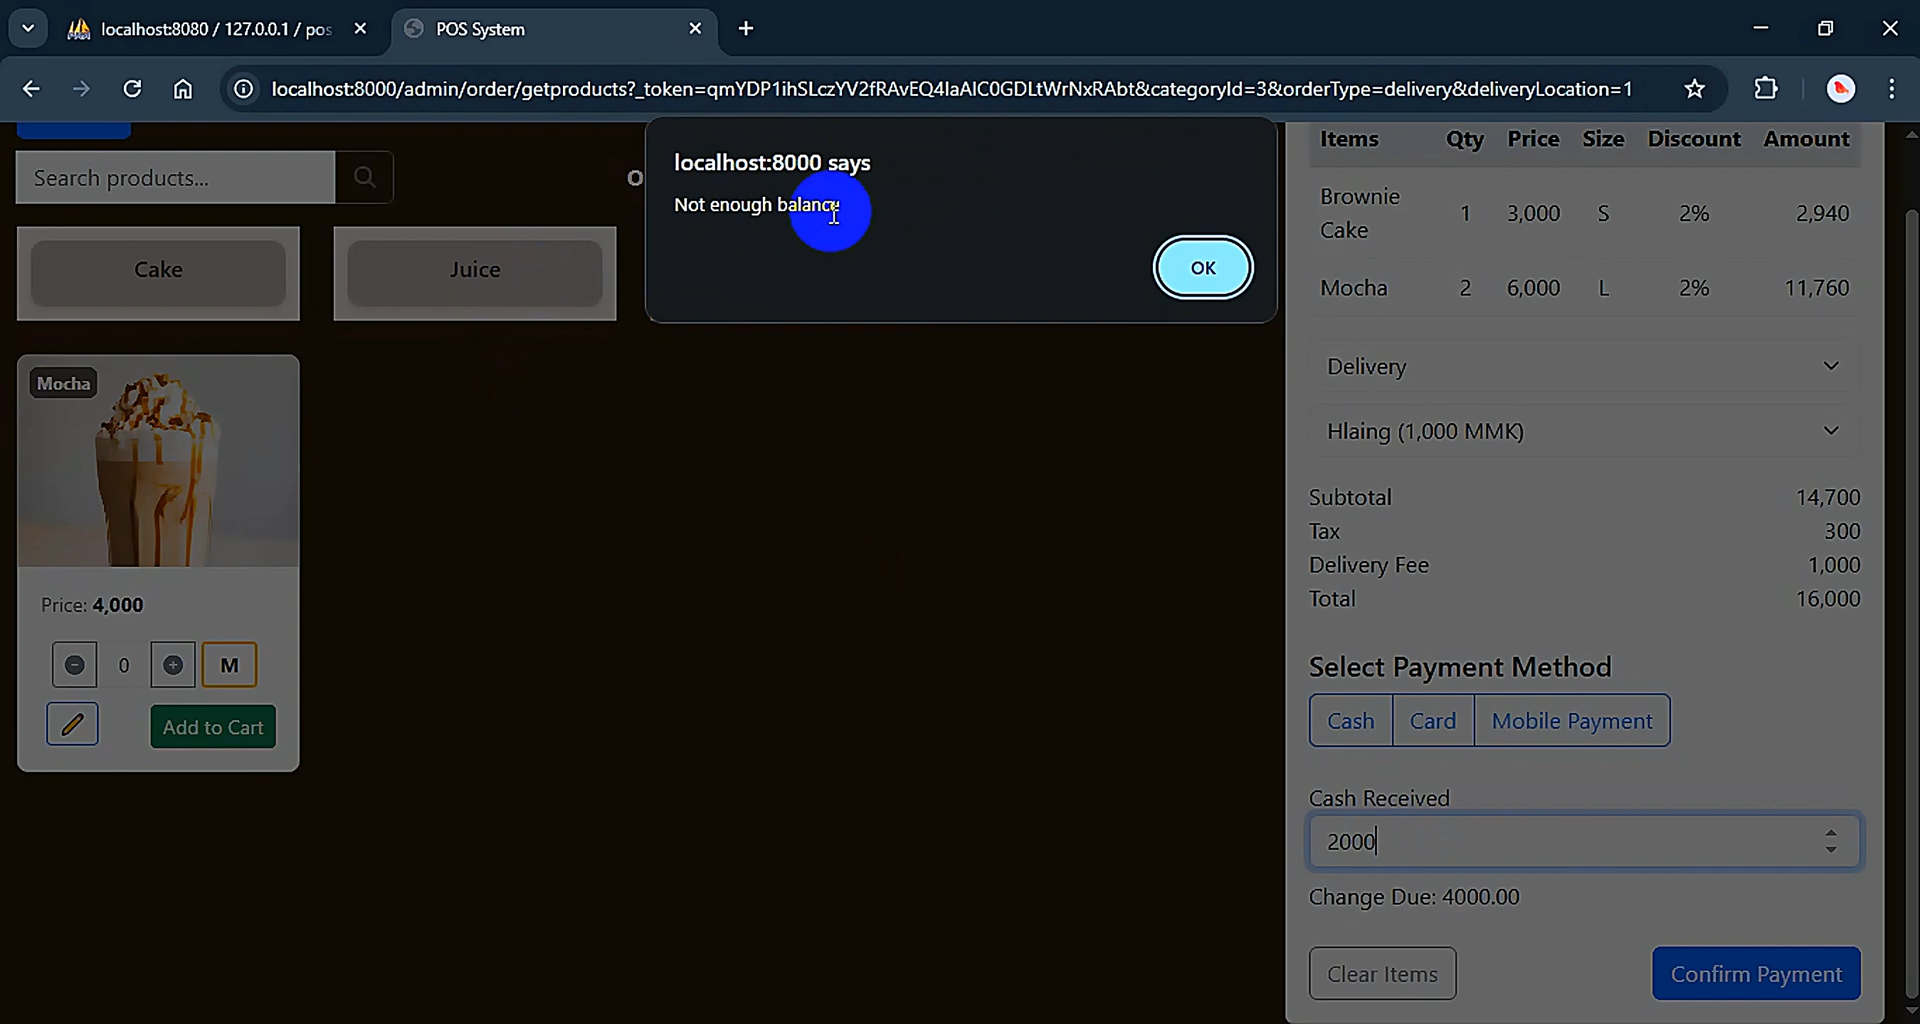 localhost:8080 / 127.0.0.1 / pos
POS System
localhost:8000/admin/order/getproducts?_token=qmYDP1ihSLczYV2fRAvEQ4IaAIC0GDLtWrNxRAbt&categoryId=3&orderType=delivery&deliveryLocation=1
localhost:8000 says
Not enough balance
OK
Search products...
O
Cake
Juice
Mocha
Price: 4,000
0
M
Add to Cart
Items Qty Price Size Discount Amount
Brownie
Cake 1 3,000 S 2% 2,940
Mocha 2 6,000 L 2% 11,760
Delivery
Hlaing (1,000 MMK)
Subtotal 14,700
Tax 300
Delivery Fee 1,000
Total 16,000
Select Payment Method
Cash Card Mobile Payment
Cash Received
2000
Change Due: 4000.00
Clear Items Confirm Payment